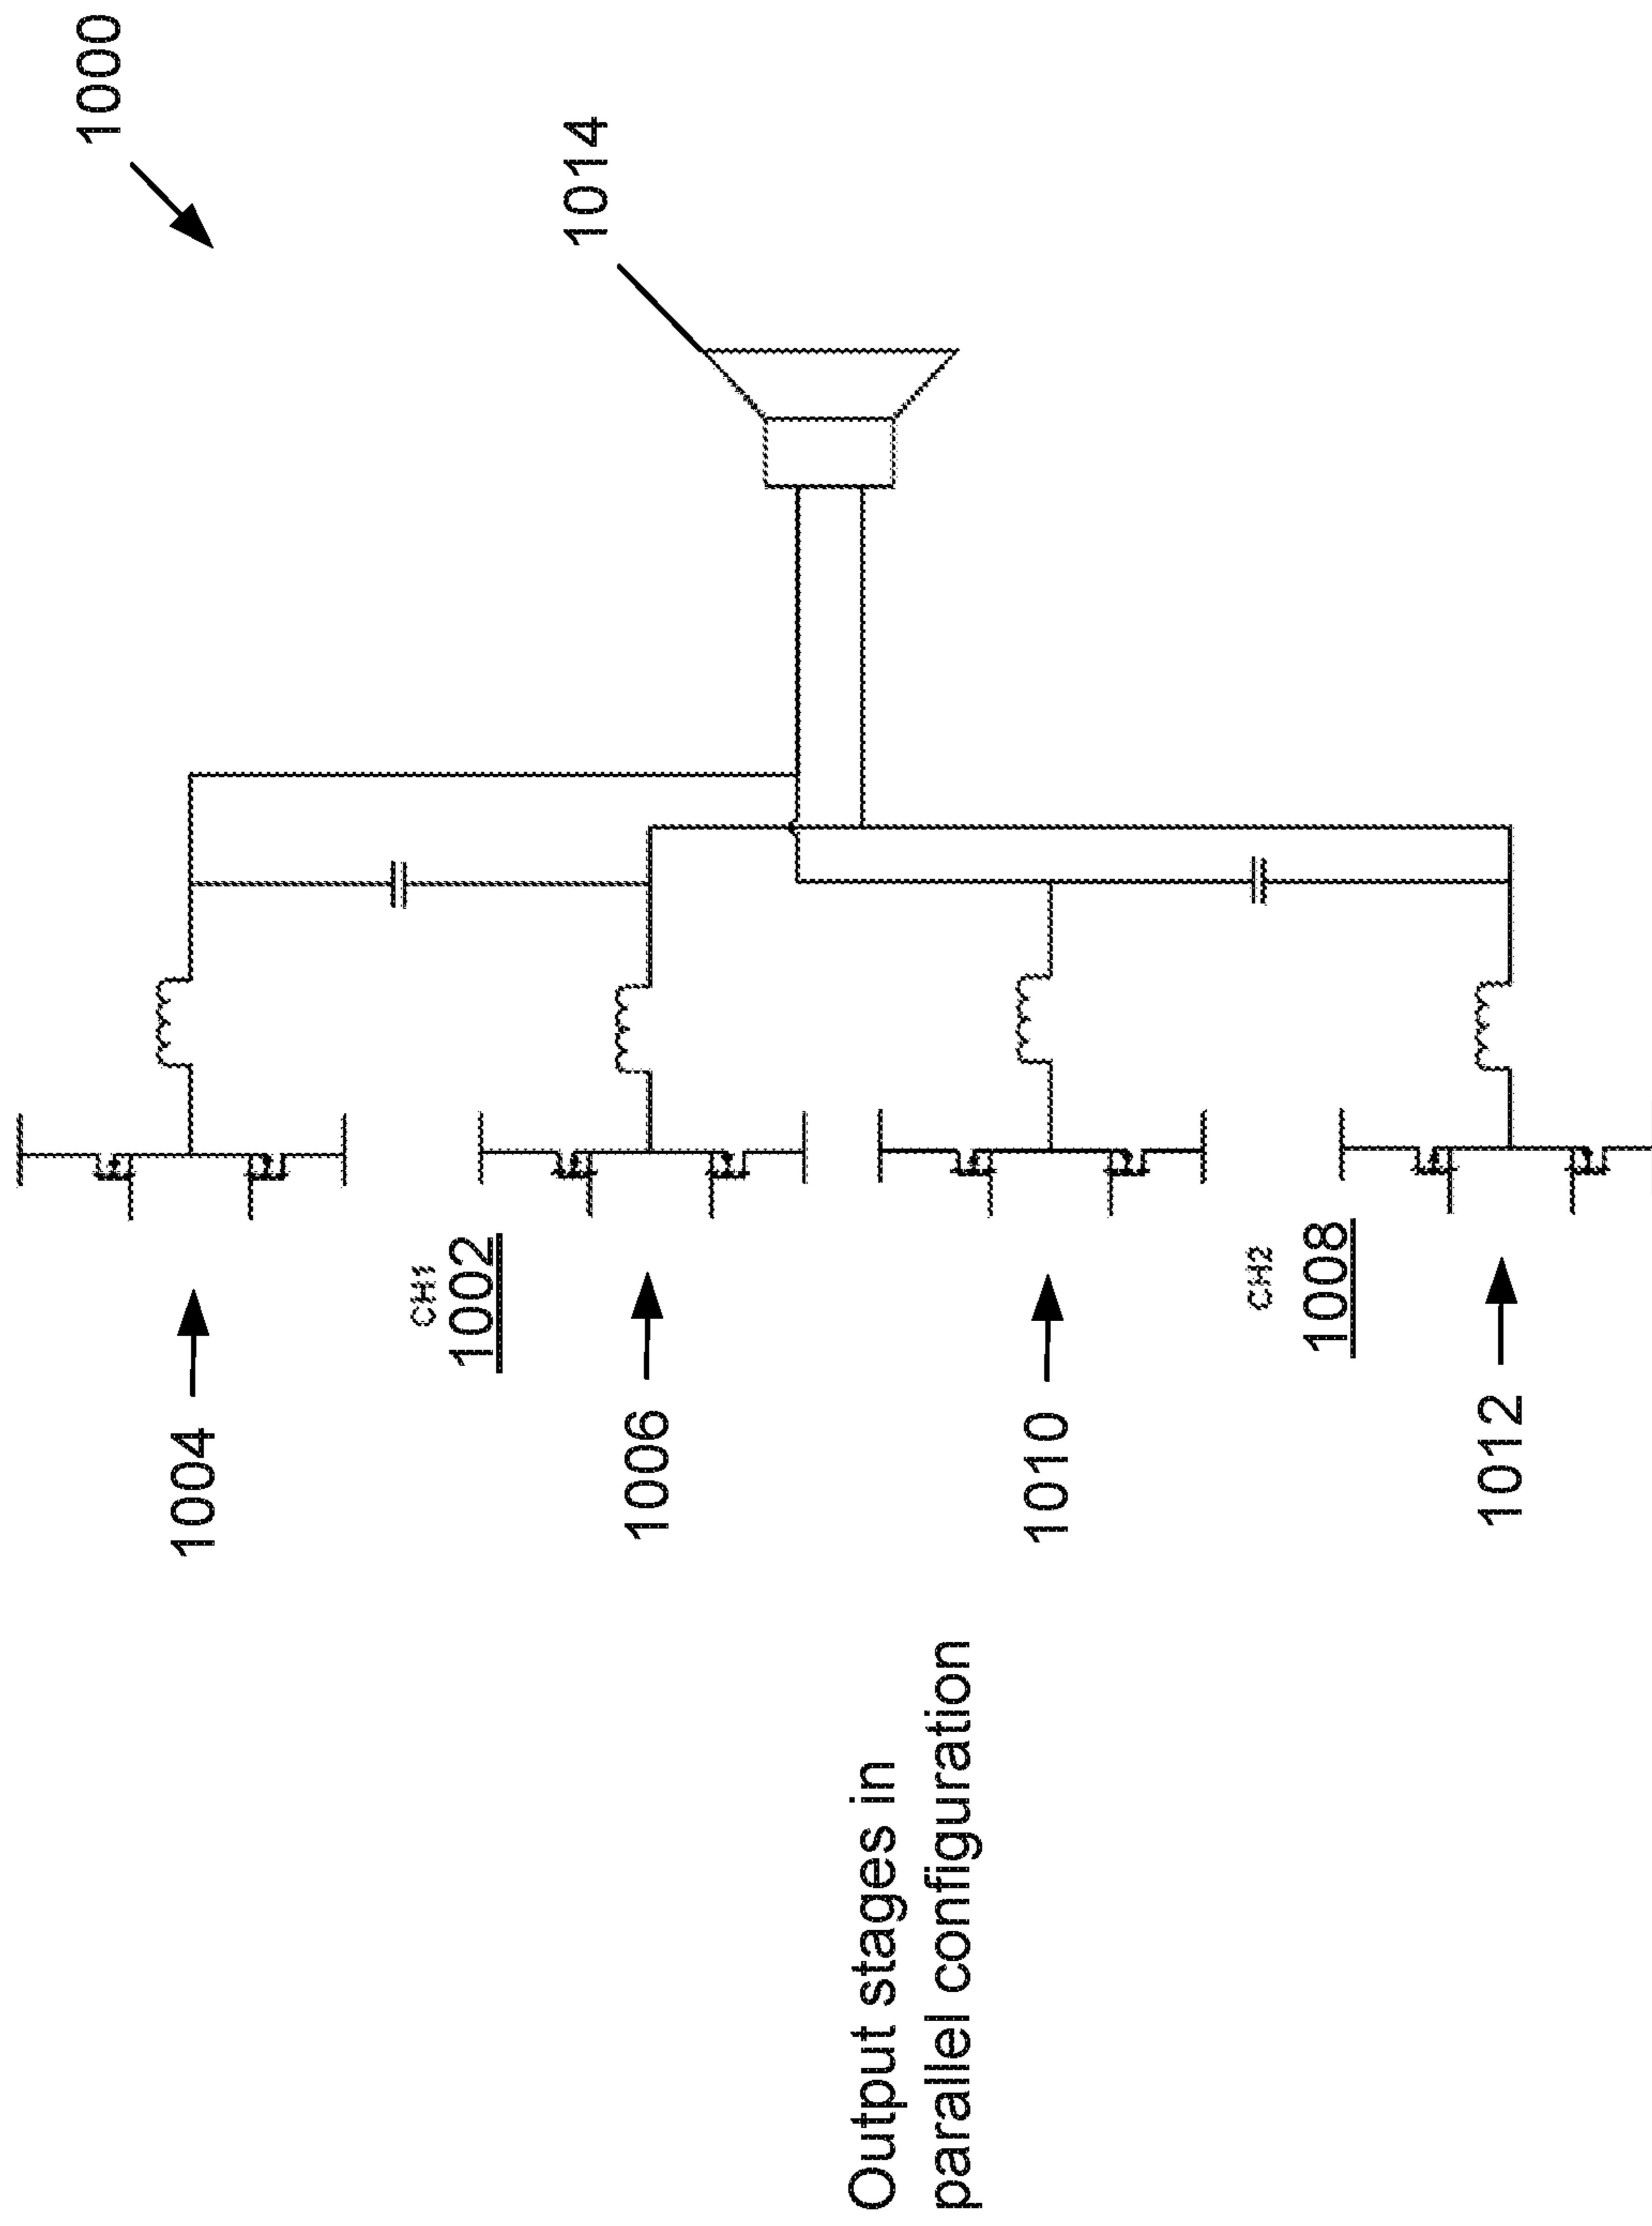 Output stages in
parallel configuration
1004
CH1
1002
1006
1010
CH2
1008
1012
1014
1000